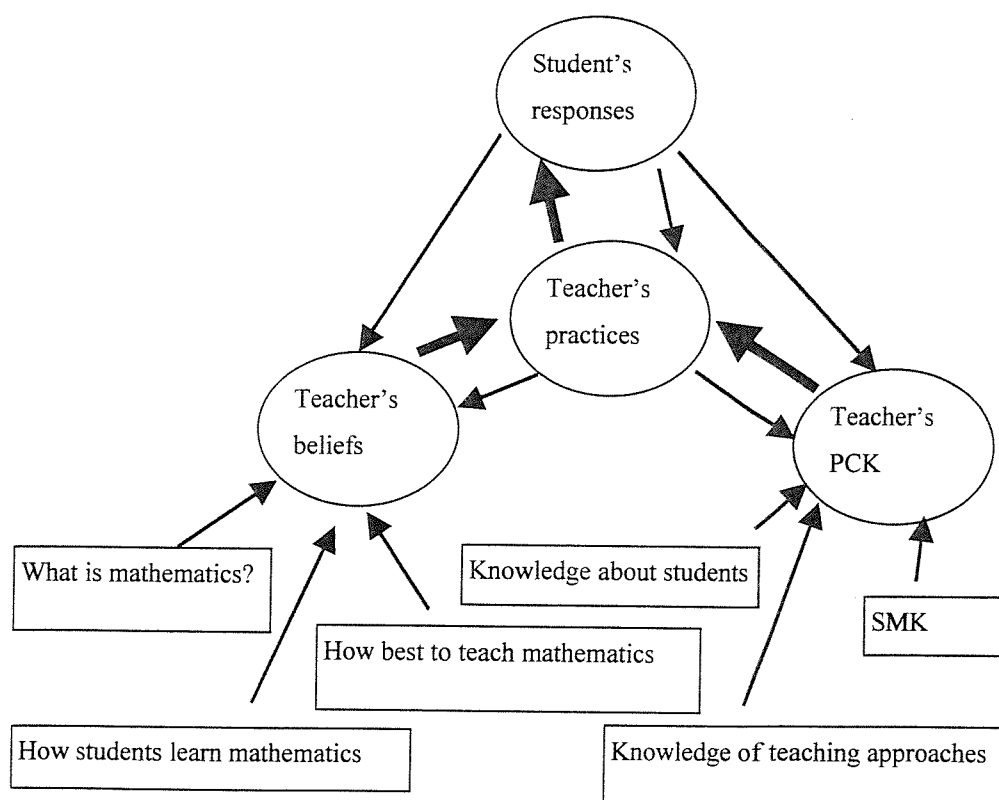 Student’s
responses
Teacher’s
practices
Teacher’s
beliefs
Teacher’s
PCK
What is mathematics?
Knowledge about students
SMK
How best to teach mathematics
How students learn mathematics
Knowledge of teaching approaches